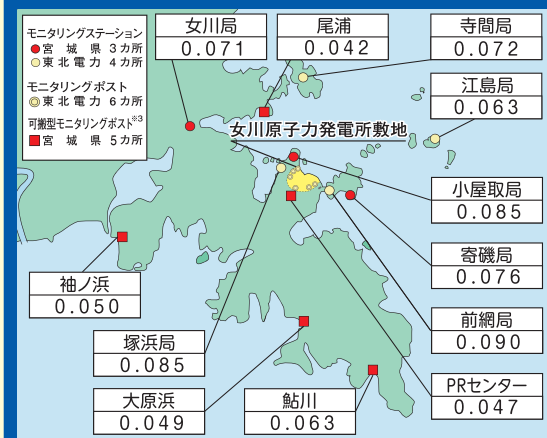 モニタリングステーション
宮城県 3カ所
東北電力 4カ所
モニタリングポスト
東北電力 6カ所
可搬型モニタリングポスト※3
宮城県 5カ所
女川局
0.071
尾浦
0.042
寺間局
0.072
江島局
0.063
女川原子力発電所敷地
小屋取局
0.085
寄磯局
0.076
袖ノ浜
0.050
前網局
0.090
塚浜局
0.085
PRセンター
0.047
大原浜
0.049
鮎川
0.063